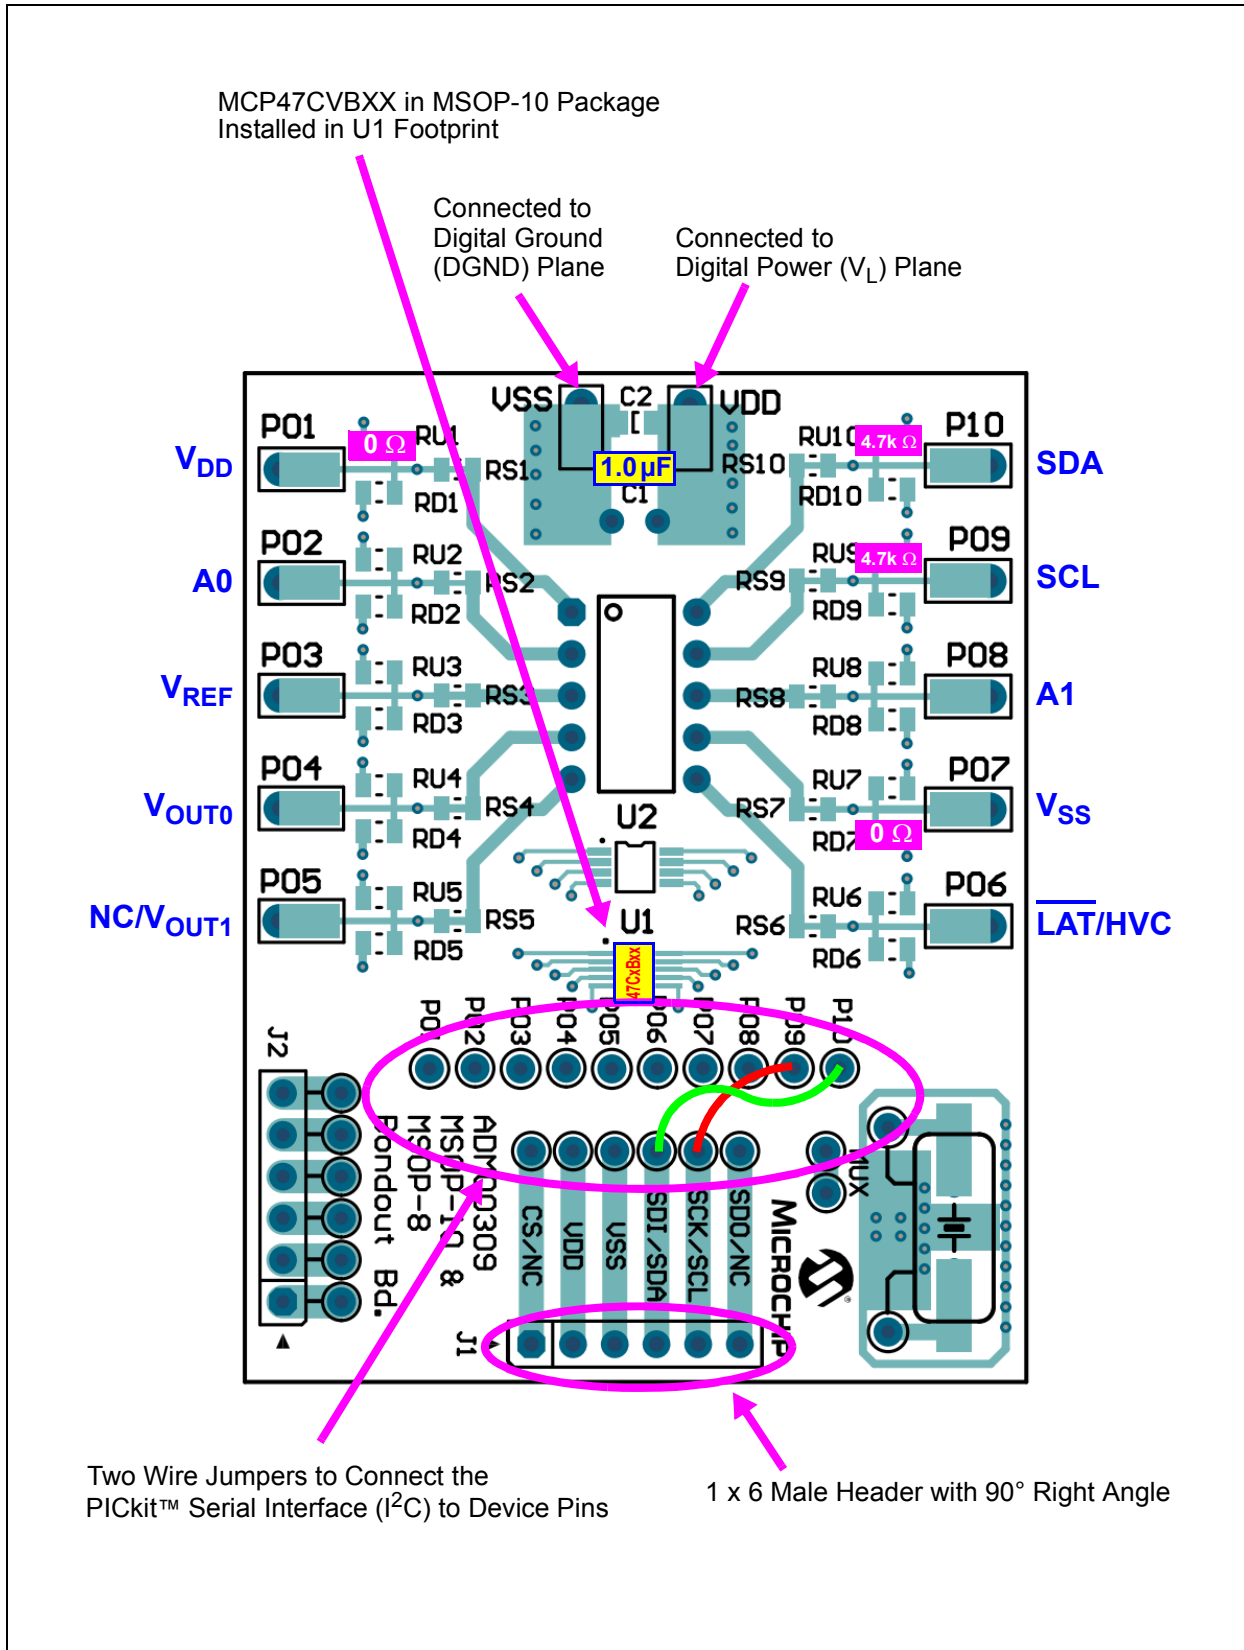 MCP47CVBXX in MSOP-10 Package
Installed in U1 Footprint
Connected to
Digital Ground
(DGND) Plane
Connected to
Digital Power (VL) Plane
VSS
C2
VDD
1.0 µF
C1
P01
VDD
0 Ω
RU1
RS1
RD1
P02
A0
RU2
RS2
RD2
P03
VREF
RU3
RS3
RD3
P04
VOUT0
RU4
RS4
RD4
P05
NC/VOUT1
RU5
RS5
RD5
P10
SDA
RU10
4.7k Ω
RS10
RD10
P09
SCL
RU9
4.7k Ω
RS9
RD9
P08
A1
RU8
RS8
RD8
P07
VSS
RU7
RS7
RD7
0 Ω
P06
LAT/HVC
RU6
RS6
RD6
U2
U1
47CxBxx
P01
P02
P03
P04
P05
P06
P07
P08
P09
P10
J2
ADM00309
MSOP-10 &
MSOP-8
Bondout Bd.
CS/NC
VDD
VSS
SDI/SDA
SCK/SCL
SDO/NC
MUX
MICROCHIP
®
J1
Two Wire Jumpers to Connect the
PICkit™ Serial Interface (I²C) to Device Pins
1 x 6 Male Header with 90° Right Angle